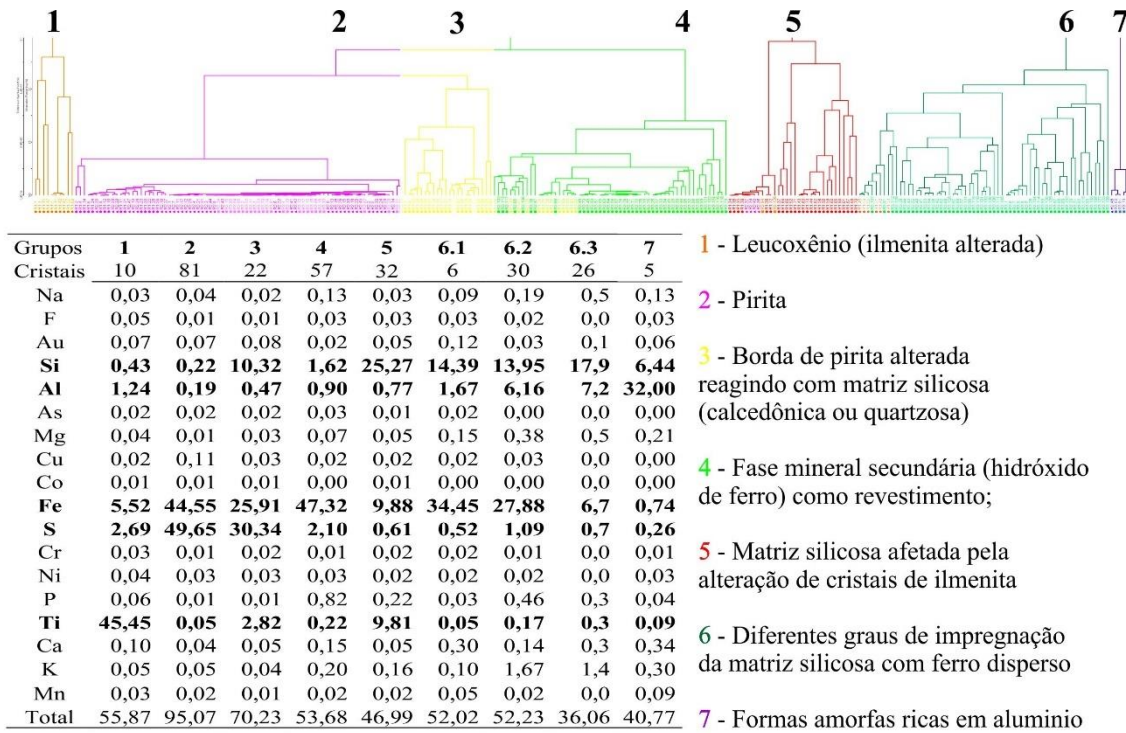 1 2 3 4 5 6 7
Grupos 1 2 3 4 5 6.1 6.2 6.3 7
Cristais 10 81 22 57 32 6 30 26 5
Na 0,03 0,04 0,02 0,13 0,03 0,09 0,19 0,5 0,13
F 0,05 0,01 0,01 0,03 0,03 0,03 0,02 0,0 0,03
Au 0,07 0,07 0,08 0,02 0,05 0,12 0,03 0,1 0,06
Si 0,43 0,22 10,32 1,62 25,27 14,39 13,95 17,9 6,44
Al 1,24 0,19 0,47 0,90 0,77 1,67 6,16 7,2 32,00
As 0,02 0,02 0,02 0,03 0,01 0,02 0,00 0,0 0,00
Mg 0,04 0,01 0,03 0,07 0,05 0,15 0,38 0,5 0,21
Cu 0,02 0,11 0,03 0,02 0,02 0,02 0,03 0,0 0,00
Co 0,01 0,01 0,01 0,00 0,01 0,00 0,00 0,0 0,00
Fe 5,52 44,55 25,91 47,32 9,88 34,45 27,88 6,7 0,74
S 2,69 49,65 30,34 2,10 0,61 0,52 1,09 0,7 0,26
Cr 0,03 0,01 0,02 0,01 0,02 0,02 0,01 0,0 0,01
Ni 0,04 0,03 0,03 0,03 0,02 0,02 0,02 0,0 0,03
P 0,06 0,01 0,01 0,82 0,22 0,03 0,46 0,3 0,04
Ti 45,45 0,05 2,82 0,22 9,81 0,05 0,17 0,3 0,09
Ca 0,10 0,04 0,05 0,15 0,05 0,30 0,14 0,3 0,34
K 0,05 0,05 0,04 0,20 0,16 0,10 1,67 1,4 0,30
Mn 0,03 0,02 0,01 0,02 0,02 0,05 0,02 0,0 0,09
Total 55,87 95,07 70,23 53,68 46,99 52,02 52,23 36,06 40,77
1 - Leucoxênio (ilmenita alterada)
2 - Pirita
3 - Borda de pirita alterada
reagindo com matriz silicosa
(calcedônica ou quartzosa)
4 - Fase mineral secundária (hidróxido
de ferro) como revestimento;
5 - Matriz silicosa afetada pela
alteração de cristais de ilmenita
6 - Diferentes graus de impregnação
da matriz silicosa com ferro disperso
7 - Formas amorfas ricas em aluminio